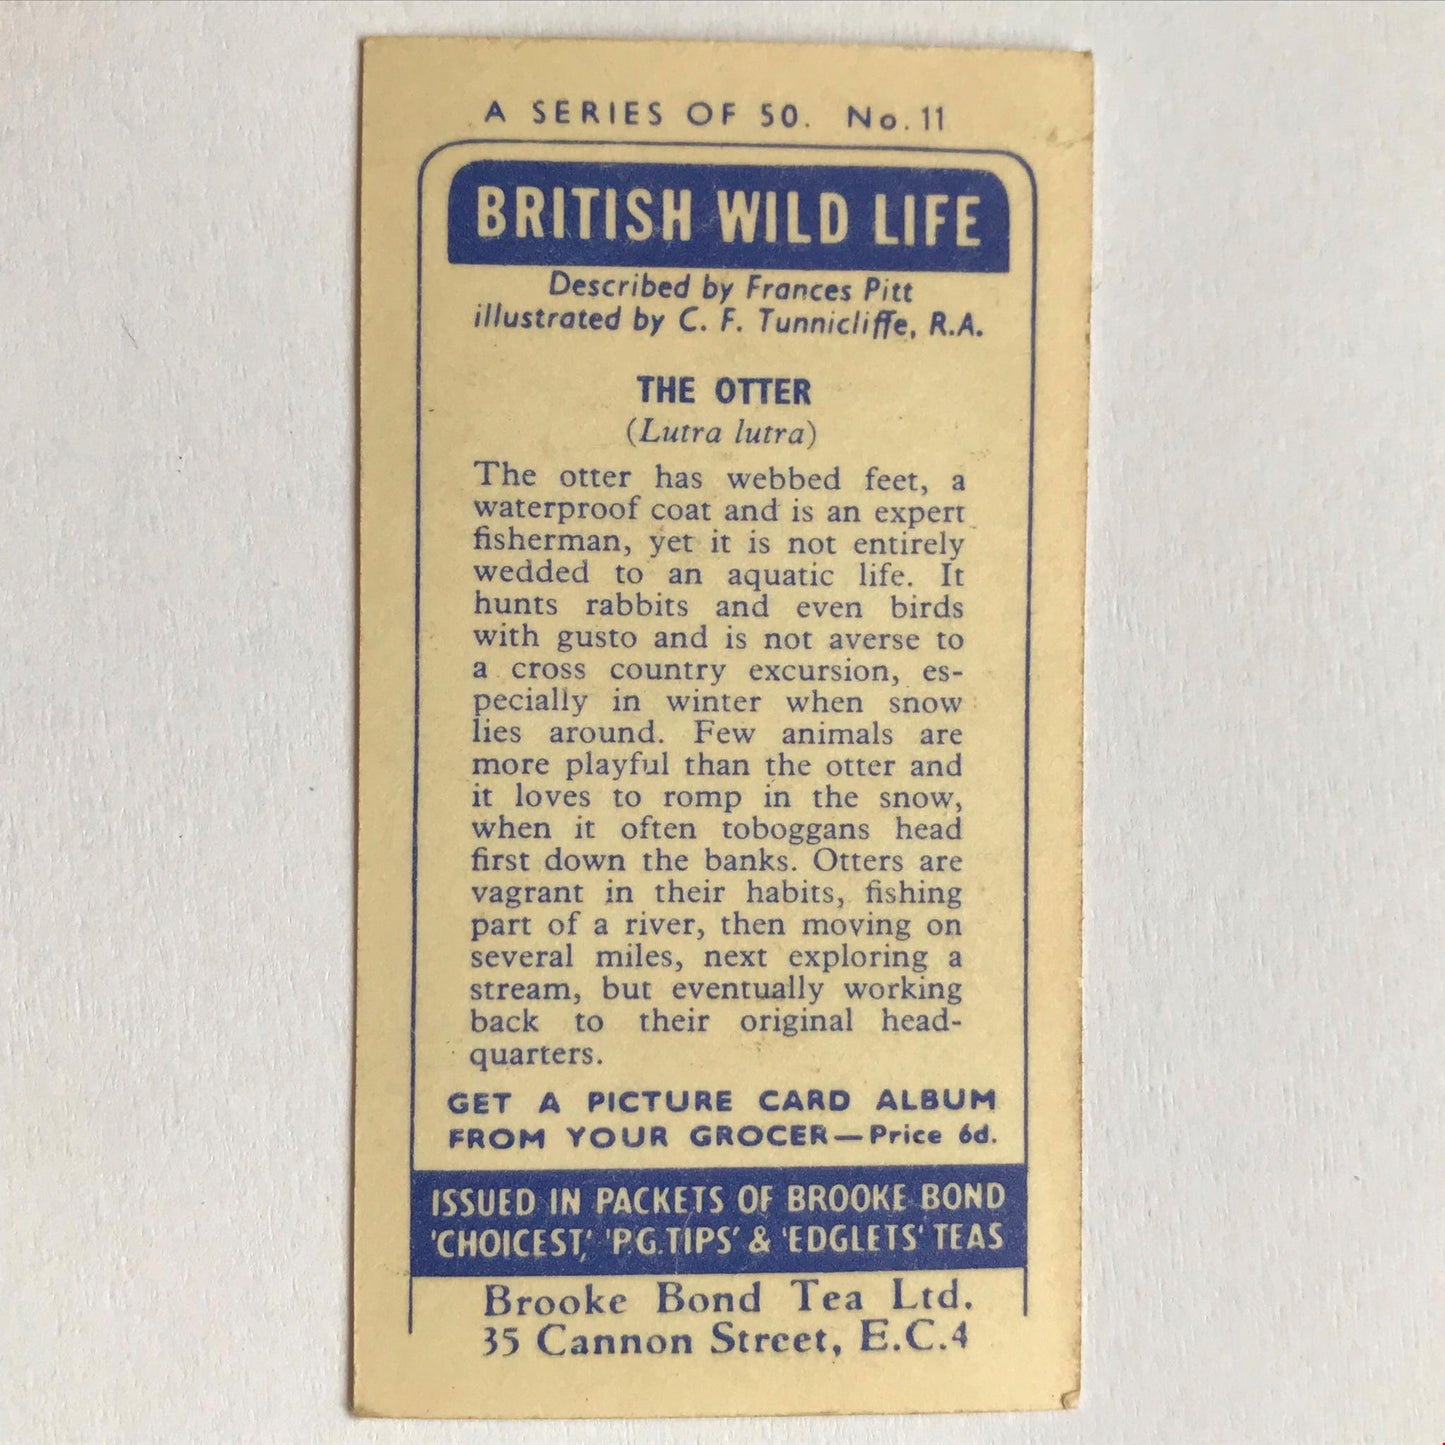 A SERIES OF 50. No. 11
BRITISH WILD LIFE
Described by Frances Pitt
illustrated by C. F. Tunnicliffe, R.A.
THE OTTER
(Lutra lutra)
The otter has webbed feet, a
waterproof coat and is an expert
fisherman, yet it is not entirely
wedded to an aquatic life. It
hunts rabbits and even birds
with gusto and is not averse to
a cross country excursion, es-
pecially in winter when snow
lies around. Few animals are
more playful than the otter and
it loves to romp in the snow,
when it often toboggans head
first down the banks. Otters are
vagrant in their habits, fishing
part of a river, then moving on
several miles, next exploring a
stream, but eventually working
back to their original head-
quarters.
GET A PICTURE CARD ALBUM
FROM YOUR GROCER—Price 6d.
ISSUED IN PACKETS OF BROOKE BOND
'CHOICEST,' 'P.G.TIPS' & 'EDGLETS' TEAS
Brooke Bond Tea Ltd.
35 Cannon Street, E.C.4